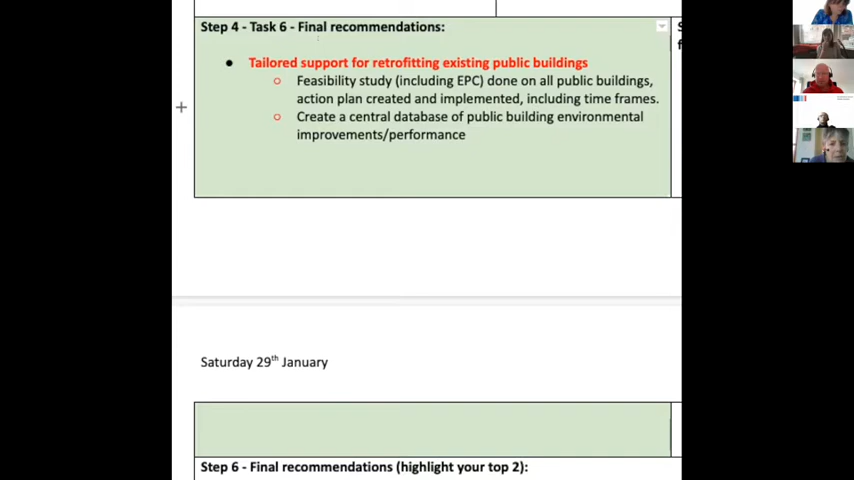 Step 4 - Task 6 - Final recommendations:
● Tailored support for retrofitting existing public buildings
○ Feasibility study (including EPC) done on all public buildings,
action plan created and implemented, including time frames.
○ Create a central database of public building environmental
improvements/performance
Saturday 29th January
Step 6 - Final recommendations (highlight your top 2):